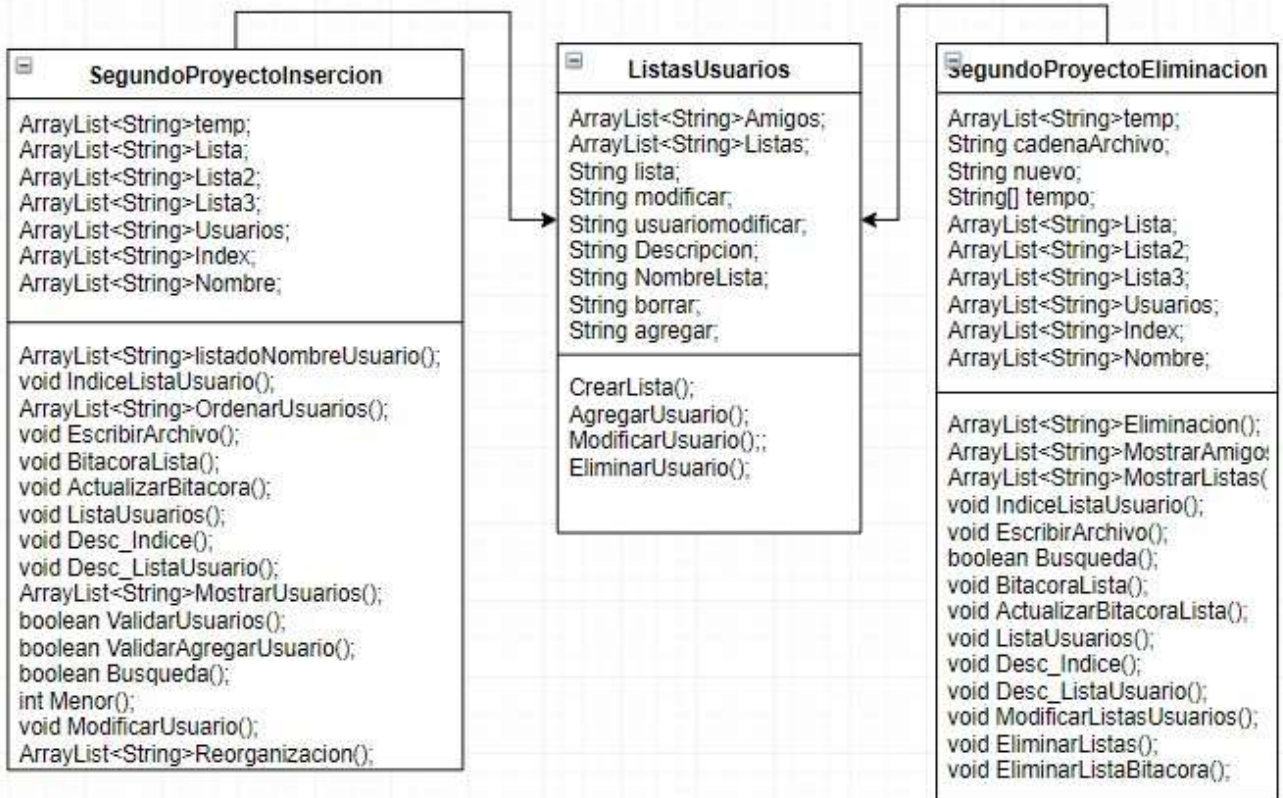 SegundoProyectoInsercion
ArrayList<String>temp;
ArrayList<String>Lista;
ArrayList<String>Lista2;
ArrayList<String>Lista3;
ArrayList<String>Usuarios;
ArrayList<String>Index;
ArrayList<String>Nombre;
ArrayList<String>listadoNombreUsuario();
void IndiceListaUsuario();
ArrayList<String>OrdenarUsuarios();
void EscribirArchivo();
void BitacoraLista();
void ActualizarBitacora();
void ListaUsuarios();
void Desc_Indice();
void Desc_ListaUsuario();
ArrayList<String>MostrarUsuarios();
boolean ValidarUsuarios();
boolean ValidarAgregarUsuario();
boolean Busqueda();
int Menor();
void ModificarUsuario();
ArrayList<String>Reorganizacion();
ListasUsuarios
ArrayList<String>Amigos;
ArrayList<String>Listas;
String lista;
String modificar;
String usuariomodificar;
String Descripcion;
String NombreLista;
String borrar;
String agregar;
CrearLista();
AgregarUsuario();
ModificarUsuario();;
EliminarUsuario();
SegundoProyectoEliminacion
ArrayList<String>temp;
String cadenaArchivo;
String nuevo;
String[] tempo;
ArrayList<String>Lista;
ArrayList<String>Lista2;
ArrayList<String>Lista3;
ArrayList<String>Usuarios;
ArrayList<String>Index;
ArrayList<String>Nombre;
ArrayList<String>Eliminacion();
ArrayList<String>MostrarAmigos
ArrayList<String>MostrarListas(
void IndiceListaUsuario();
void EscribirArchivo();
boolean Busqueda();
void BitacoraLista();
void ActualizarBitacoraLista();
void ListaUsuarios();
void Desc_Indice();
void Desc_ListaUsuario();
void ModificarListasUsuarios();
void EliminarListas();
void EliminarListaBitacora();